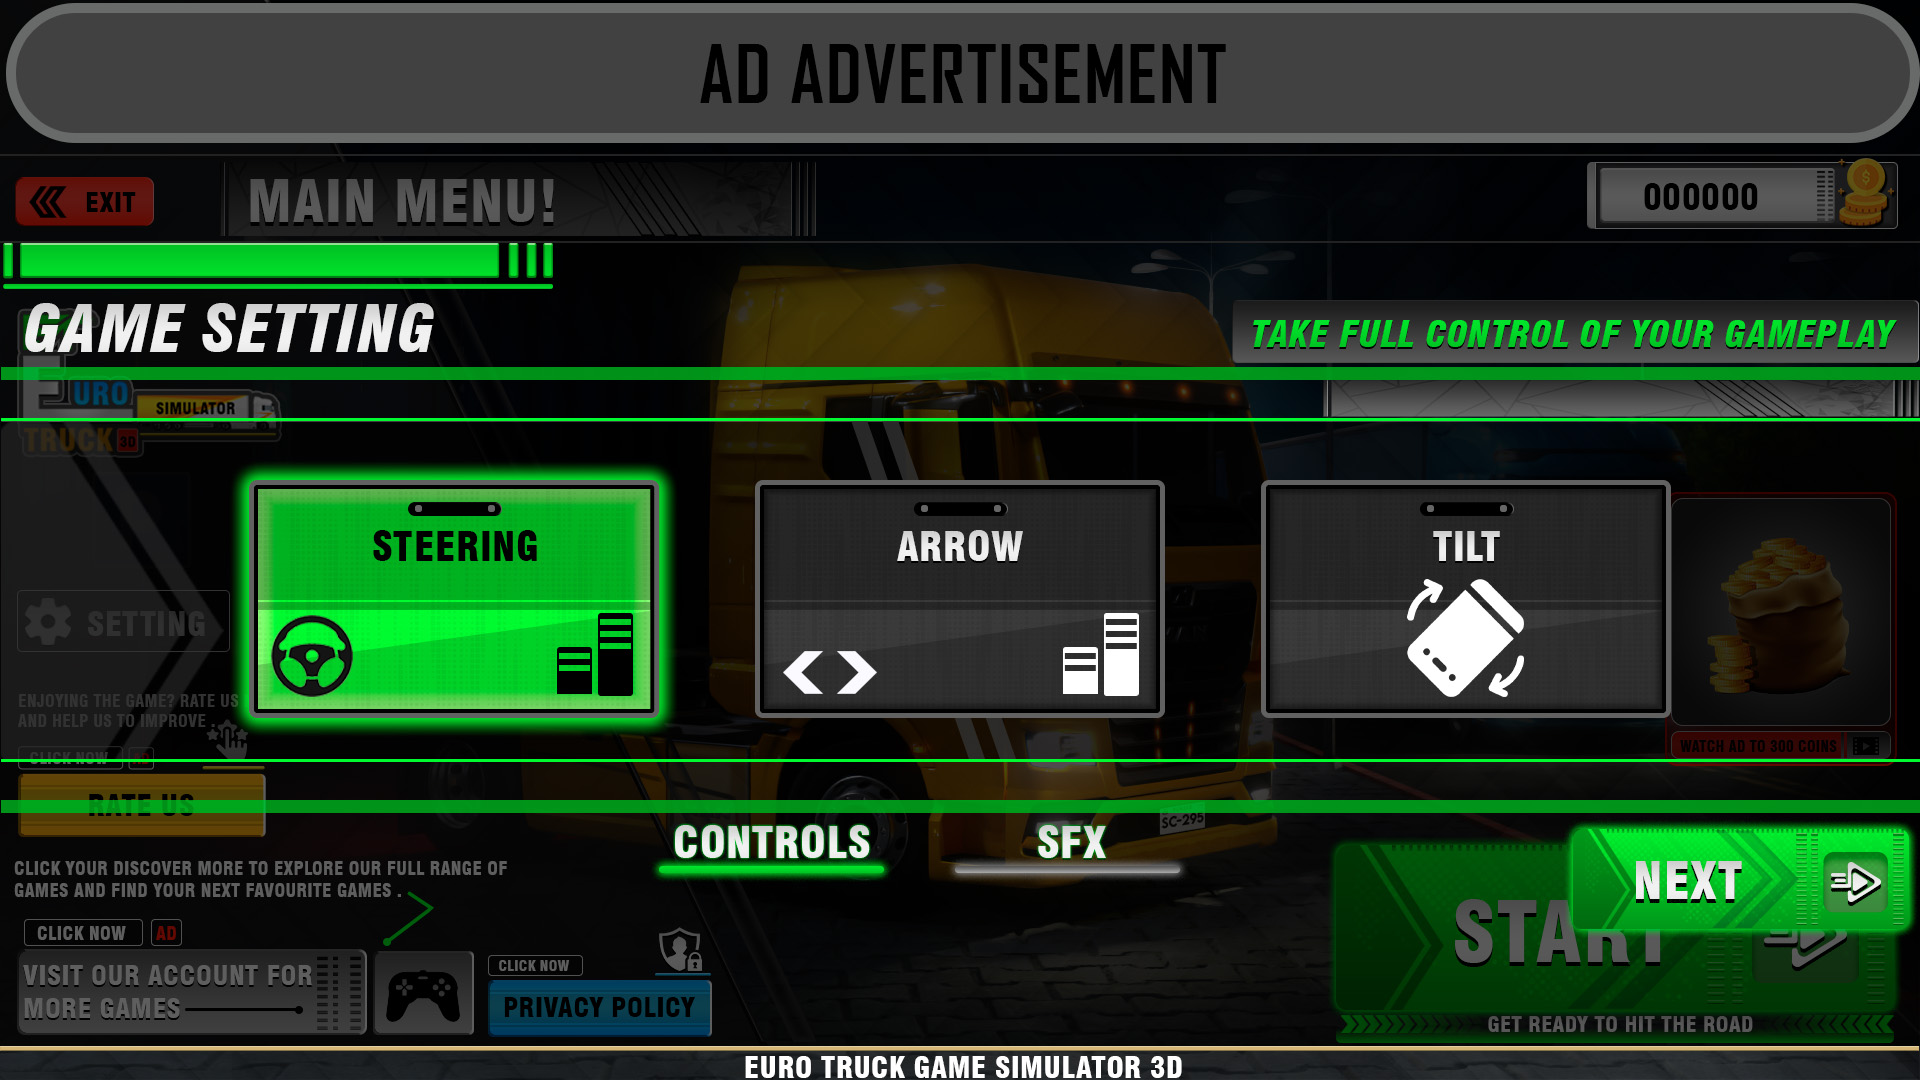 AD ADVERTISEMENT
EXIT
MAIN MENU!
000000
GAME SETTING
TAKE FULL CONTROL OF YOUR GAMEPLAY
EURO
SIMULATOR
TRUCK 3D
STEERING
ARROW
TILT
SETTING
ENJOYING THE GAME? RATE US
AND HELP US TO IMPROVE .
CLICK NOW AD
WATCH AD TO 300 COINS
RATE US
SC-295
CONTROLS
SFX
NEXT
CLICK YOUR DISCOVER MORE TO EXPLORE OUR FULL RANGE OF
GAMES AND FIND YOUR NEXT FAVOURITE GAMES .
START
CLICK NOW AD
CLICK NOW
VISIT OUR ACCOUNT FOR
MORE GAMES
PRIVACY POLICY
GET READY TO HIT THE ROAD
EURO TRUCK GAME SIMULATOR 3D